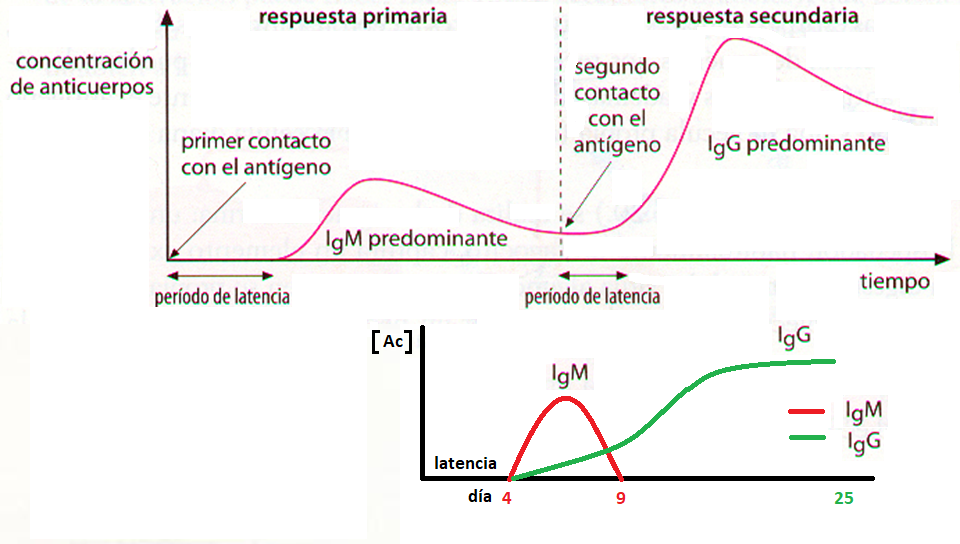 respuesta primaria
respuesta secundaria
concentración
de anticuerpos
primer contacto
con el antígeno
segundo
contacto
con el
antígeno
IgM predominante
IgG predominante
período de latencia
período de latencia
tiempo
[Ac]
IgM
IgG
IgM
IgG
latencia
día 4 9 25